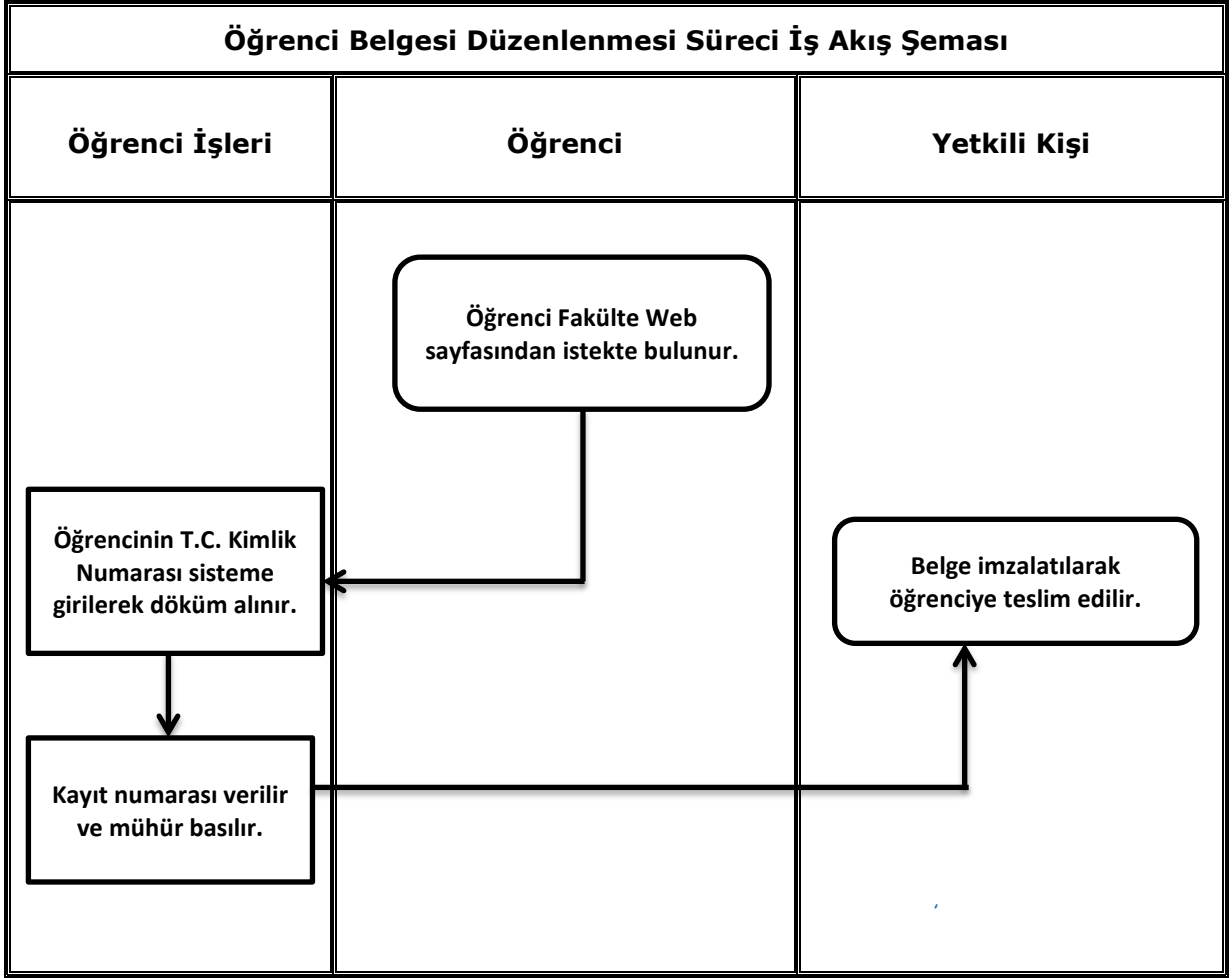 Öğrenci Belgesi Düzenlenmesi Süreci İş Akış Şeması
Öğrenci İşleri
Öğrenci
Yetkili Kişi
Öğrenci Fakülte Web
sayfasından istekte bulunur.
Öğrencinin T.C. Kimlik
Numarası sisteme
girilerek döküm alınır.
Kayıt numarası verilir
ve mühür basılır.
Belge imzalatılarak
öğrenciye teslim edilir.